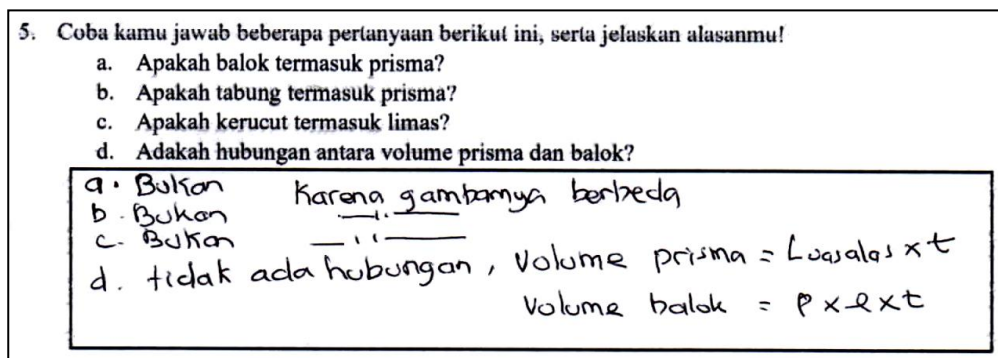 5. Coba kamu jawab beberapa pertanyaan berikut ini, serta jelaskan alasanmu!
a. Apakah balok termasuk prisma?
b. Apakah tabung termasuk prisma?
c. Apakah kerucut termasuk limas?
d. Adakah hubungan antara volume prisma dan balok?
a. Bukan Karena gambarnya berbeda
b. Bukan —ıı—
c. Bukan —ıı—
d. tidak ada hubungan, Volume prisma = Luasalas x t
Volume balok = p x l x t